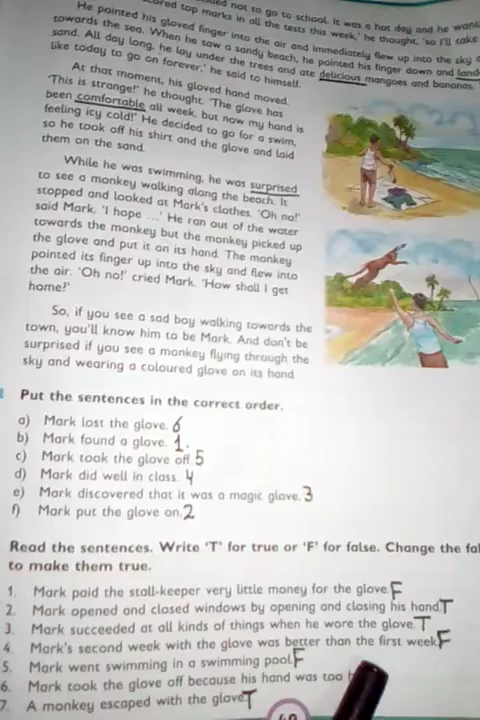 not to go to school. It was a hot day and he
top marks in all the tests this week,' he thought, 'so I'll take
He pointed his gloved finger into the air and immediately flew up into the sky
towards the sea. When he saw a sandy beach, he pointed his finger down and
sand. All day long, he lay under the trees and ate delicious mangoes and bananas.
like today to go on forever,' he said to himself.
At that moment, his gloved hand moved.
'This is strange!' he thought. 'The glove has
been comfortable all week, but now my hand is
feeling icy cold!' He decided to go for a swim,
so he took off his shirt and the glove and laid
them on the sand.
While he was swimming, he was surprised
to see a monkey walking along the beach. It
stopped and looked at Mark's clothes. 'Oh no!'
said Mark. 'I hope ...' He ran out of the water
towards the monkey but the monkey picked up
the glove and put it on its hand. The monkey
pointed its finger up into the sky and flew into
the air. 'Oh no!' cried Mark. 'How shall I get
home?'
So, if you see a sad boy walking towards the
town, you'll know him to be Mark. And don't be
surprised if you see a monkey flying through the
sky and wearing a coloured glove on its hand.
Put the sentences in the correct order.
a) Mark lost the glove. 6
b) Mark found a glove. 1.
c) Mark took the glove off. 5
d) Mark did well in class. 4
e) Mark discovered that it was a magic glove. 3
f) Mark put the glove on. 2
Read the sentences. Write 'T' for true or 'F' for false. Change the
to make them true.
1. Mark paid the stall-keeper very little money for the glove. F
2. Mark opened and closed windows by opening and closing his hand. T
3. Mark succeeded at all kinds of things when he wore the glove. T
4. Mark's second week with the glove was better than the first week. F
5. Mark went swimming in a swimming pool. F
6. Mark took the glove off because his hand was too
7. A monkey escaped with the glove. T